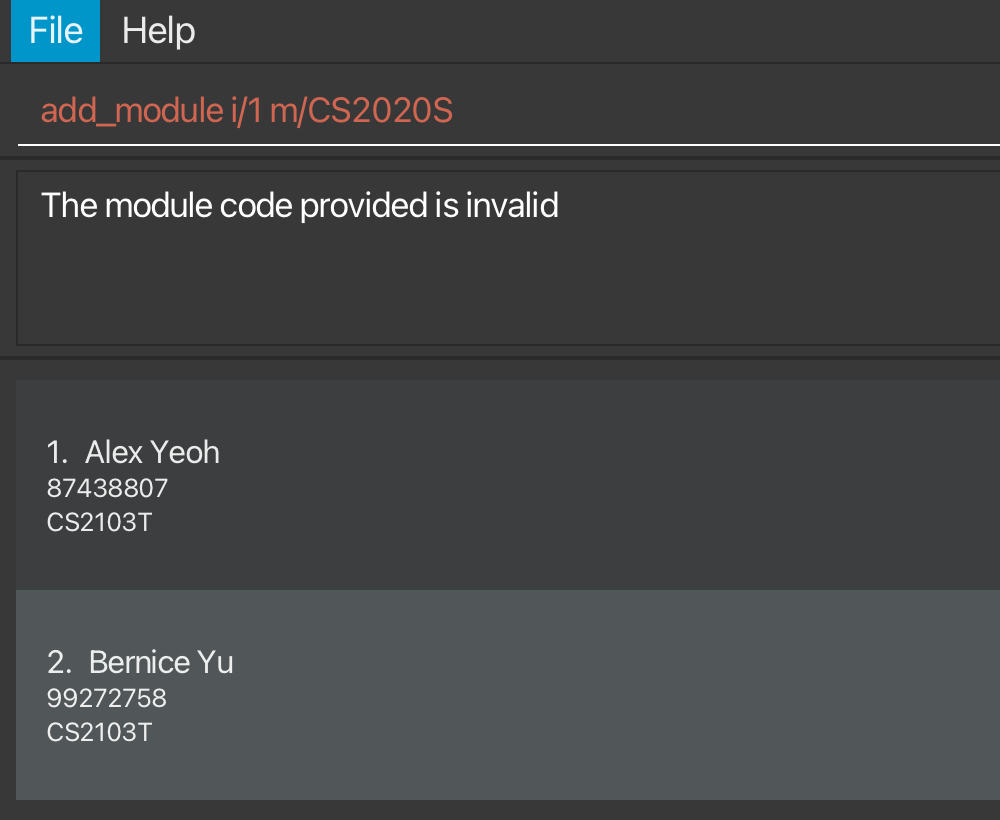 File Help
add_module i/1 m/CS2020S
The module code provided is invalid
1. Alex Yeoh
87438807
CS2103T
2. Bernice Yu
99272758
CS2103T